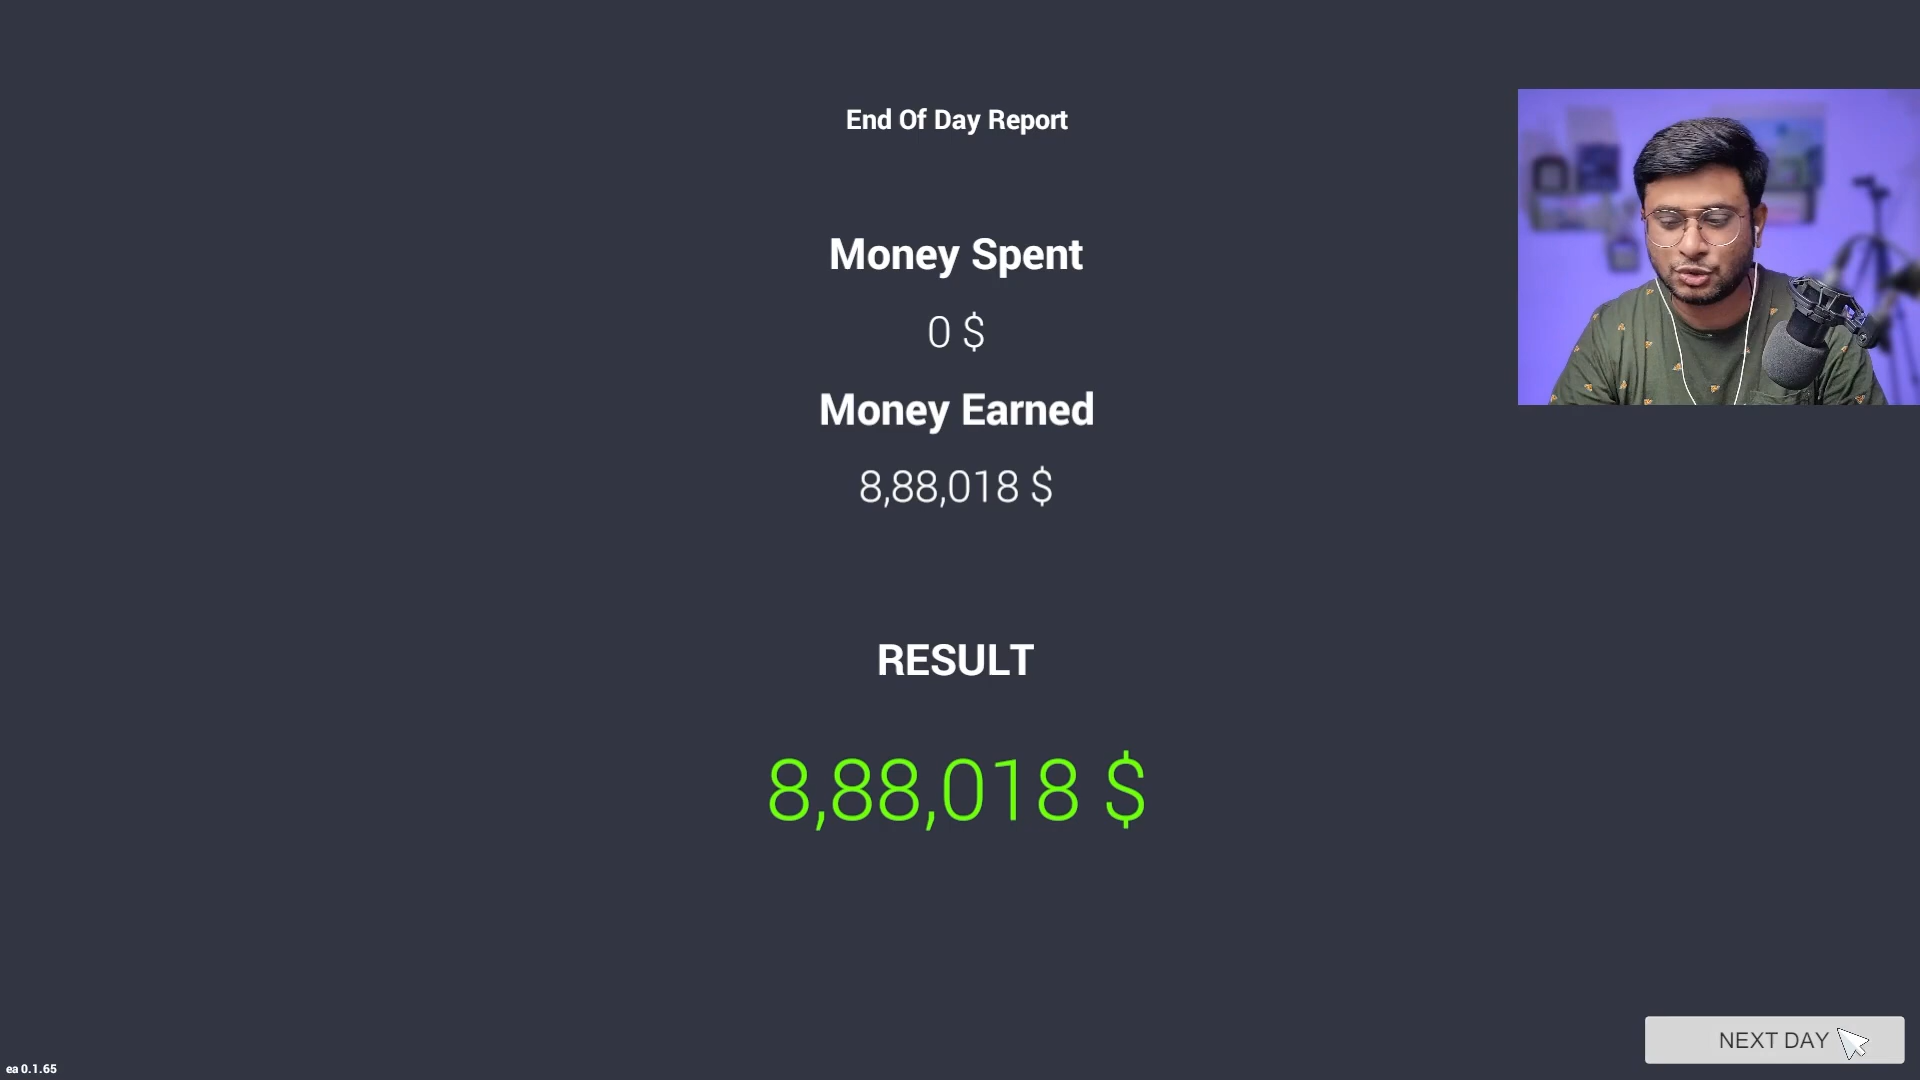 End Of Day Report
Money Spent
0 $
Money Earned
8,88,018 $
RESULT
8,88,018 $
NEXT DAY
ea 0.1.65